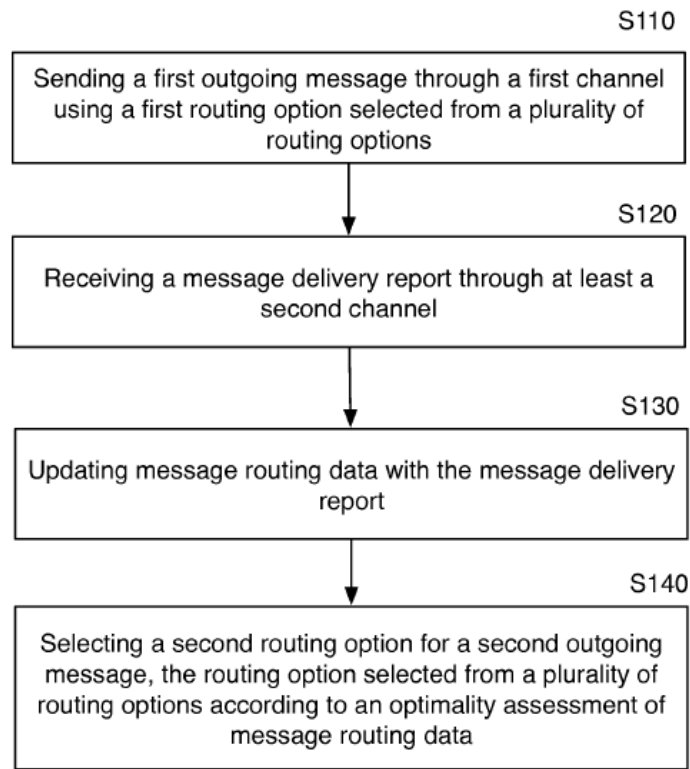 S110
Sending a first outgoing message through a first channel
using a first routing option selected from a plurality of
routing options
S120
Receiving a message delivery report through at least a
second channel
S130
Updating message routing data with the message delivery
report
S140
Selecting a second routing option for a second outgoing
message, the routing option selected from a plurality of
routing options according to an optimality assessment of
message routing data